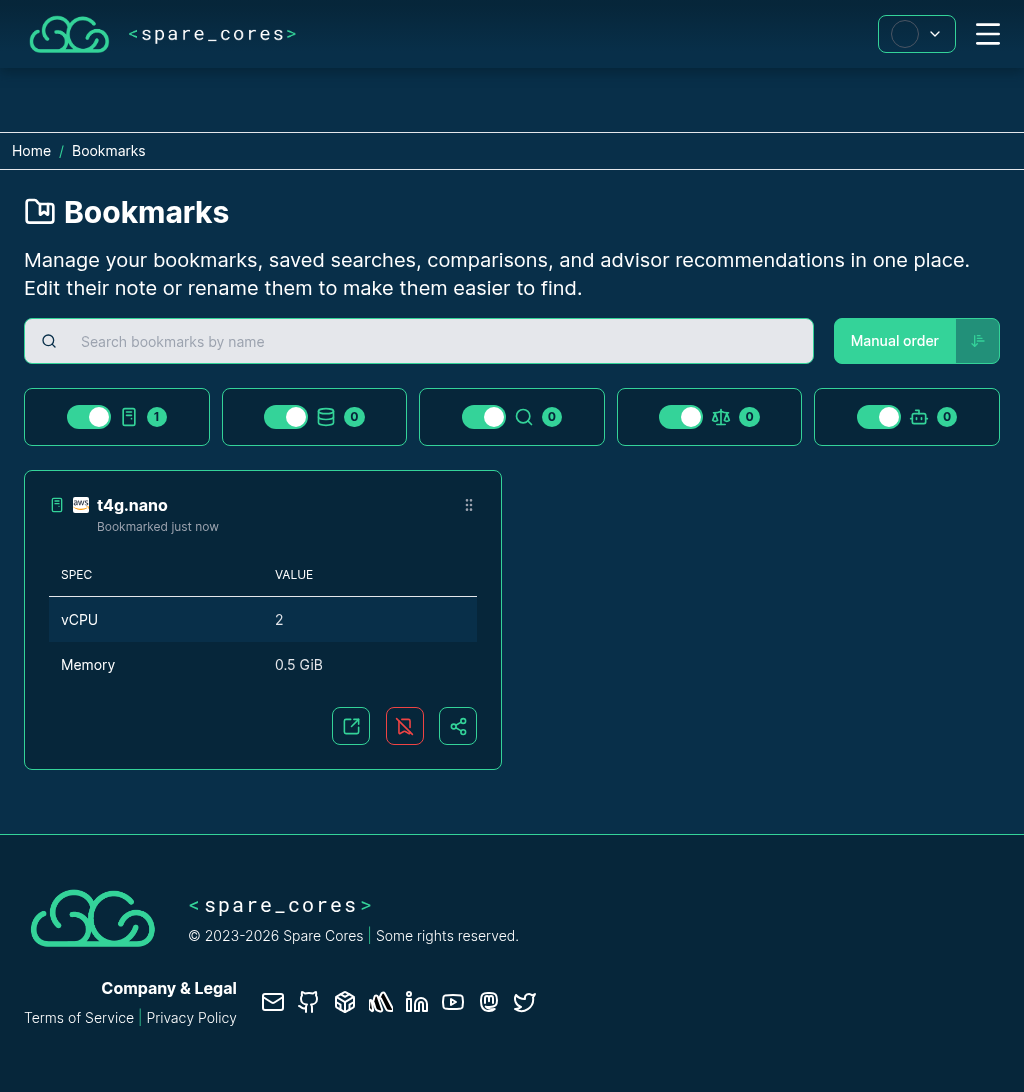 <spare_cores>
Home / Bookmarks
Bookmarks
Manage your bookmarks, saved searches, comparisons, and advisor recommendations in one place.
Edit their note or rename them to make them easier to find.
Search bookmarks by name
Manual order
1 0 0 0 0
aws t4g.nano
Bookmarked just now
SPEC VALUE
vCPU 2
Memory 0.5 GiB
<spare_cores>
© 2023-2026 Spare Cores | Some rights reserved.
Company & Legal
Terms of Service | Privacy Policy